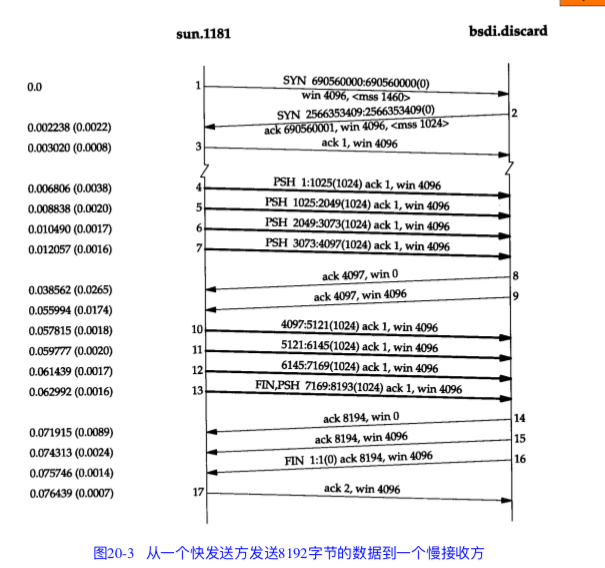 sun.1181 bsdi.discard
0.0 1 SYN 690560000:690560000(0)
win 4096, <mss 1460>
SYN 2566353409:2566353409(0) 2
0.002238 (0.0022) ack 690560001, win 4096, <mss 1024>
0.003020 (0.0008) 3 ack 1, win 4096
0.006806 (0.0038) 4 PSH 1:1025(1024) ack 1, win 4096
0.008838 (0.0020) 5 PSH 1025:2049(1024) ack 1, win 4096
0.010490 (0.0017) 6 PSH 2049:3073(1024) ack 1, win 4096
0.012057 (0.0016) 7 PSH 3073:4097(1024) ack 1, win 4096
ack 4097, win 0 8
0.038562 (0.0265) ack 4097, win 4096 9
0.055994 (0.0174)
0.057815 (0.0018) 10 4097:5121(1024) ack 1, win 4096
0.059777 (0.0020) 11 5121:6145(1024) ack 1, win 4096
0.061439 (0.0017) 12 6145:7169(1024) ack 1, win 4096
0.062992 (0.0016) 13 FIN,PSH 7169:8193(1024) ack 1, win 4096
ack 8194, win 0 14
0.071915 (0.0089) ack 8194, win 4096 15
0.074313 (0.0024) FIN 1:1(0) ack 8194, win 4096 16
0.075746 (0.0014)
0.076439 (0.0007) 17 ack 2, win 4096
图20-3 从一个快发送方发送8192字节的数据到一个慢接收方